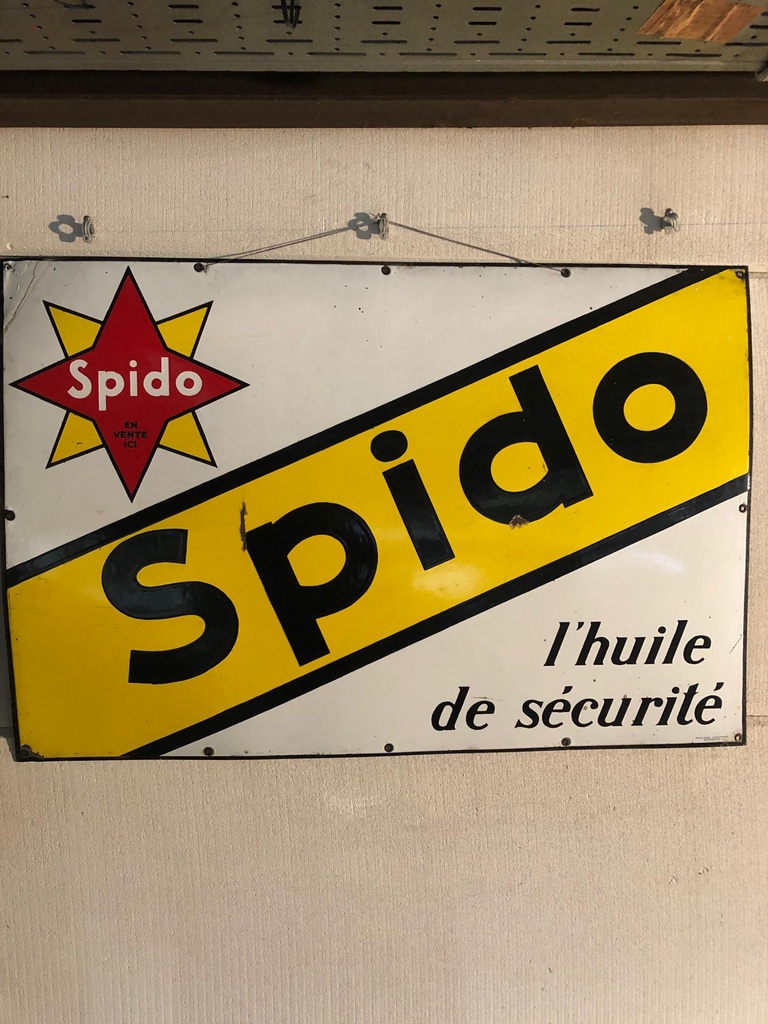 Spido
EN
VENTE
ICI
Spido
l'huile
de sécurité